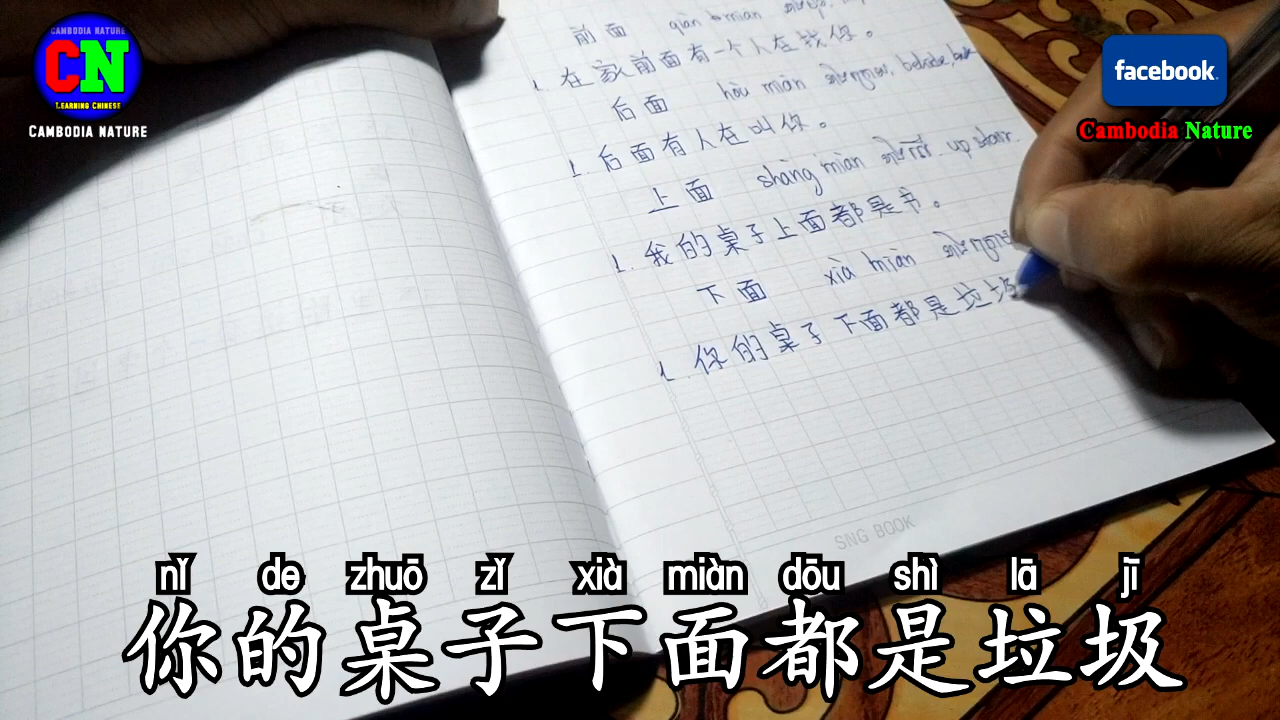 CAMBODIA NATURE
CN
LEARNING CHINESE
CAMBODIA NATURE
facebook
Cambodia Nature
前面 qián mian
1. 在家前面有一个人在找你。
后面 hòu miàn
1. 后面有人在叫你。
上面 shàng miàn
1. 我的桌子上面都是书。
下面 xià miàn
1. 你的桌子下面都是垃圾
SNG BOOK
nǐ de zhuō zǐ xià miàn dōu shì lā jī
你的桌子下面都是垃圾